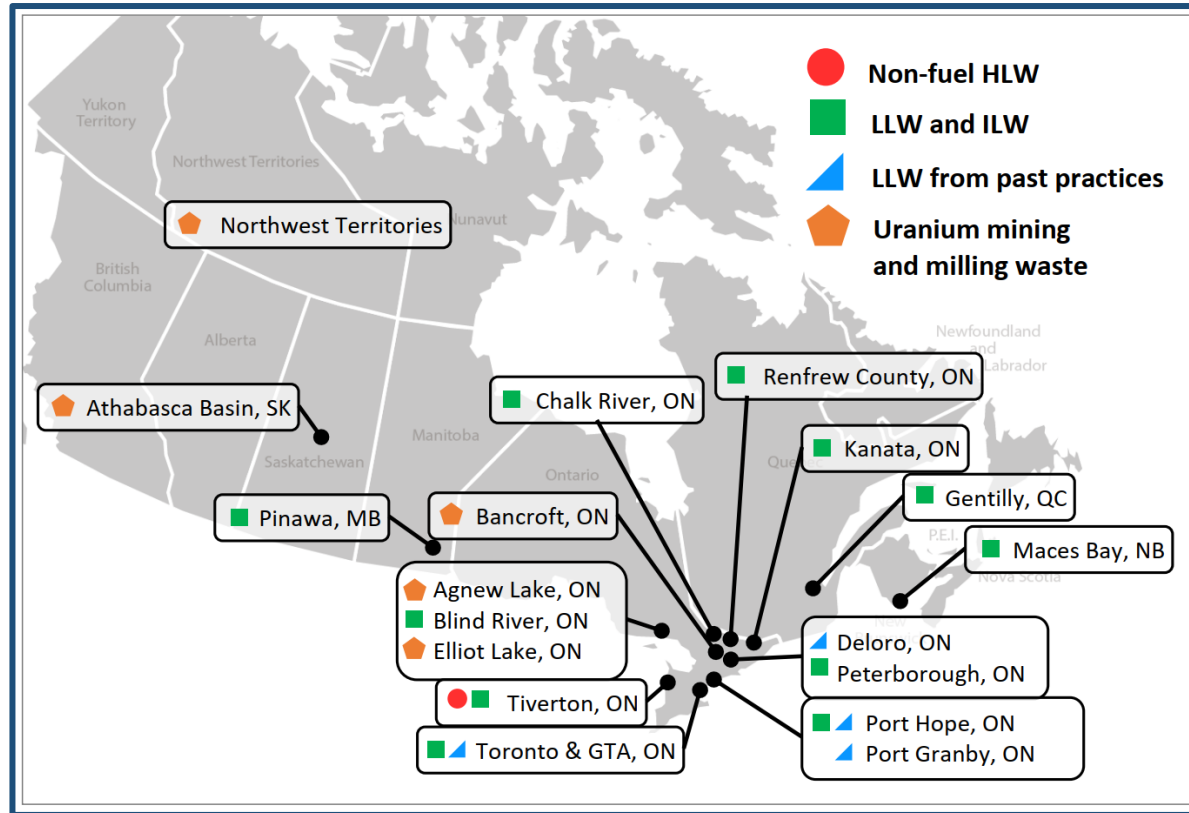 Non-fuel HLW
LLW and ILW
LLW from past practices
Uranium mining
and milling waste
Yukon
Territory
Northwest Territories
Northwest Territories
Nunavut
British
Columbia
Alberta
Newfoundland
and
Labrador
Renfrew County, ON
Chalk River, ON
Athabasca Basin, SK
Manitoba
Saskatchewan
Ontario
Kanata, ON
Gentilly, QC
Pinawa, MB
Bancroft, ON
P.E.I.
Maces Bay, NB
Nova Scotia
Agnew Lake, ON
Blind River, ON
Elliot Lake, ON
New
Deloro, ON
Peterborough, ON
Tiverton, ON
Port Hope, ON
Port Granby, ON
Toronto & GTA, ON